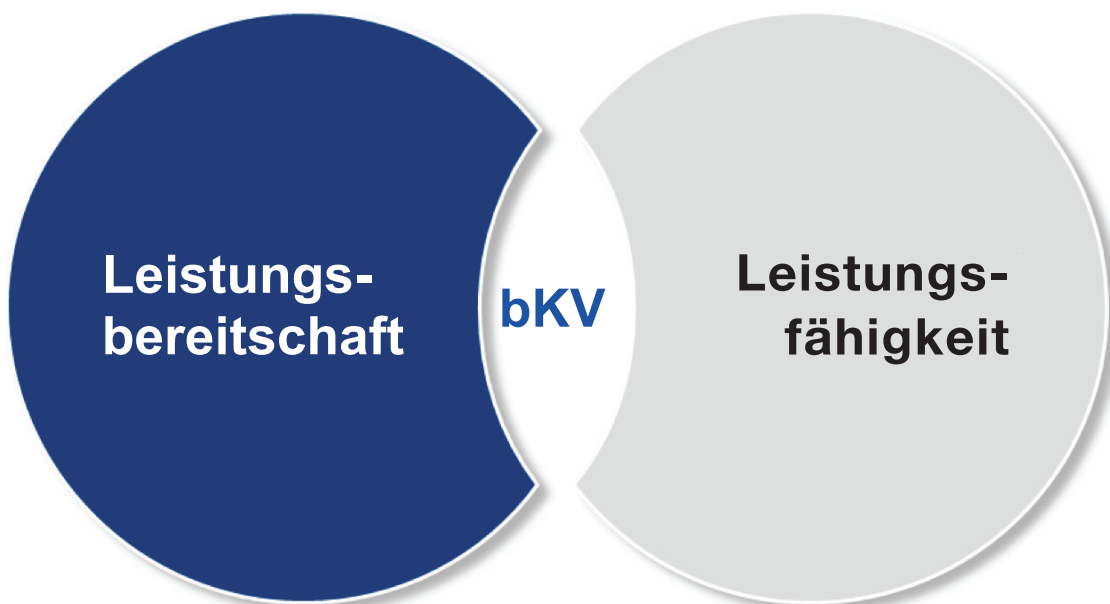 Leistungs-
bereitschaft
bKV
Leistungs-
fähigkeit